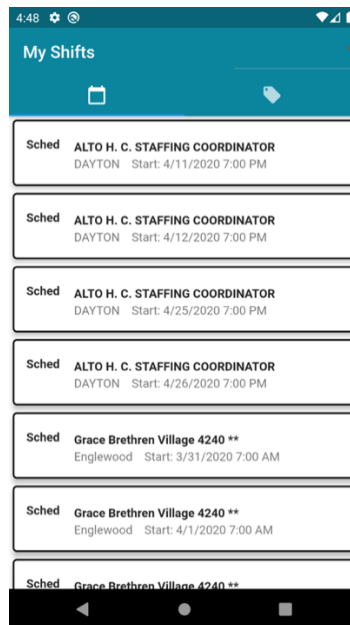 4:48
My Shifts
Sched ALTO H. C. STAFFING COORDINATOR
DAYTON Start: 4/11/2020 7:00 PM
Sched ALTO H. C. STAFFING COORDINATOR
DAYTON Start: 4/12/2020 7:00 PM
Sched ALTO H. C. STAFFING COORDINATOR
DAYTON Start: 4/25/2020 7:00 PM
Sched ALTO H. C. STAFFING COORDINATOR
DAYTON Start: 4/26/2020 7:00 PM
Sched Grace Brethren Village 4240 **
Englewood Start: 3/31/2020 7:00 AM
Sched Grace Brethren Village 4240 **
Englewood Start: 4/1/2020 7:00 AM
Sched Grace Brethren Village 4240 **